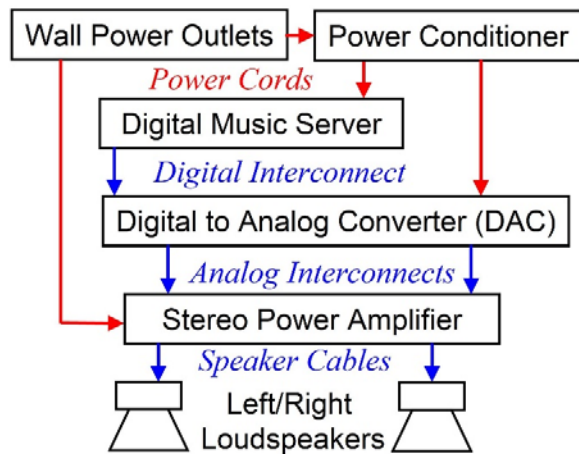 Wall Power Outlets
Power Conditioner
Power Cords
Digital Music Server
Digital Interconnect
Digital to Analog Converter (DAC)
Analog Interconnects
Stereo Power Amplifier
Speaker Cables
Left/Right
Loudspeakers